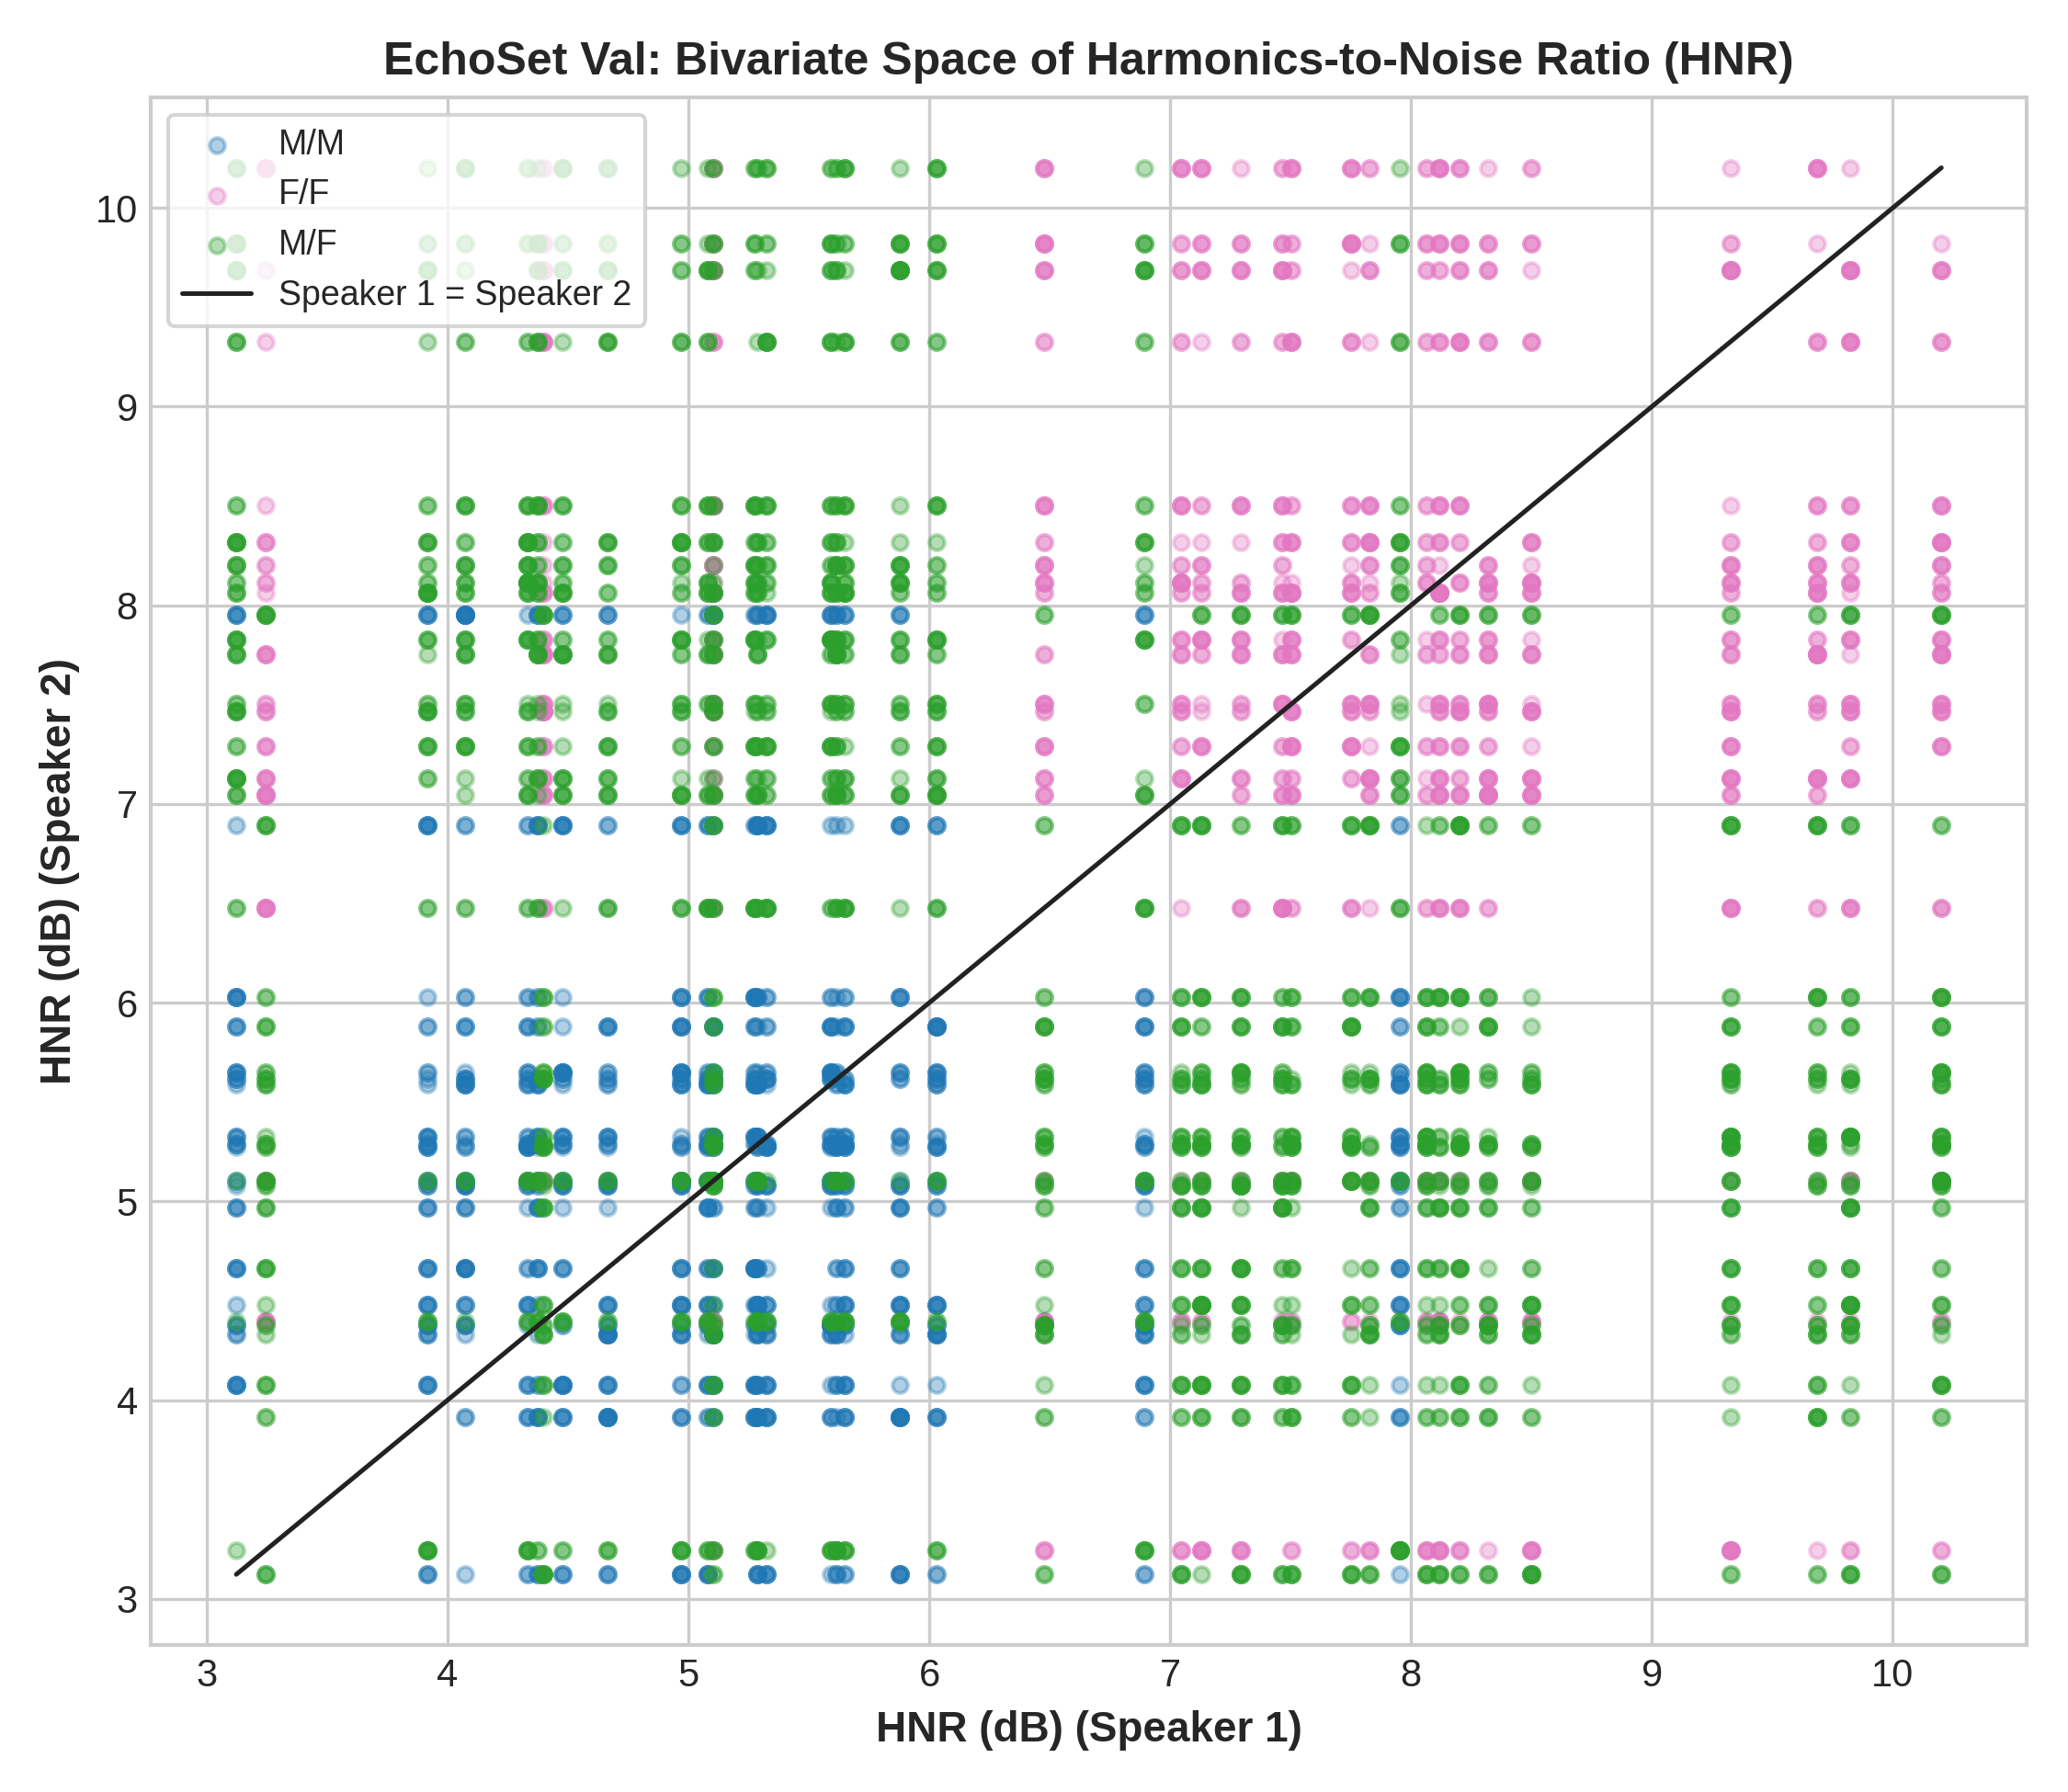 EchoSet Val: Bivariate Space of Harmonics-to-Noise Ratio (HNR)
M/M
F/F
M/F
Speaker 1 = Speaker 2
10
9
8
7
6
5
4
3
HNR (dB) (Speaker 2)
3 4 5 6 7 8 9 10
HNR (dB) (Speaker 1)